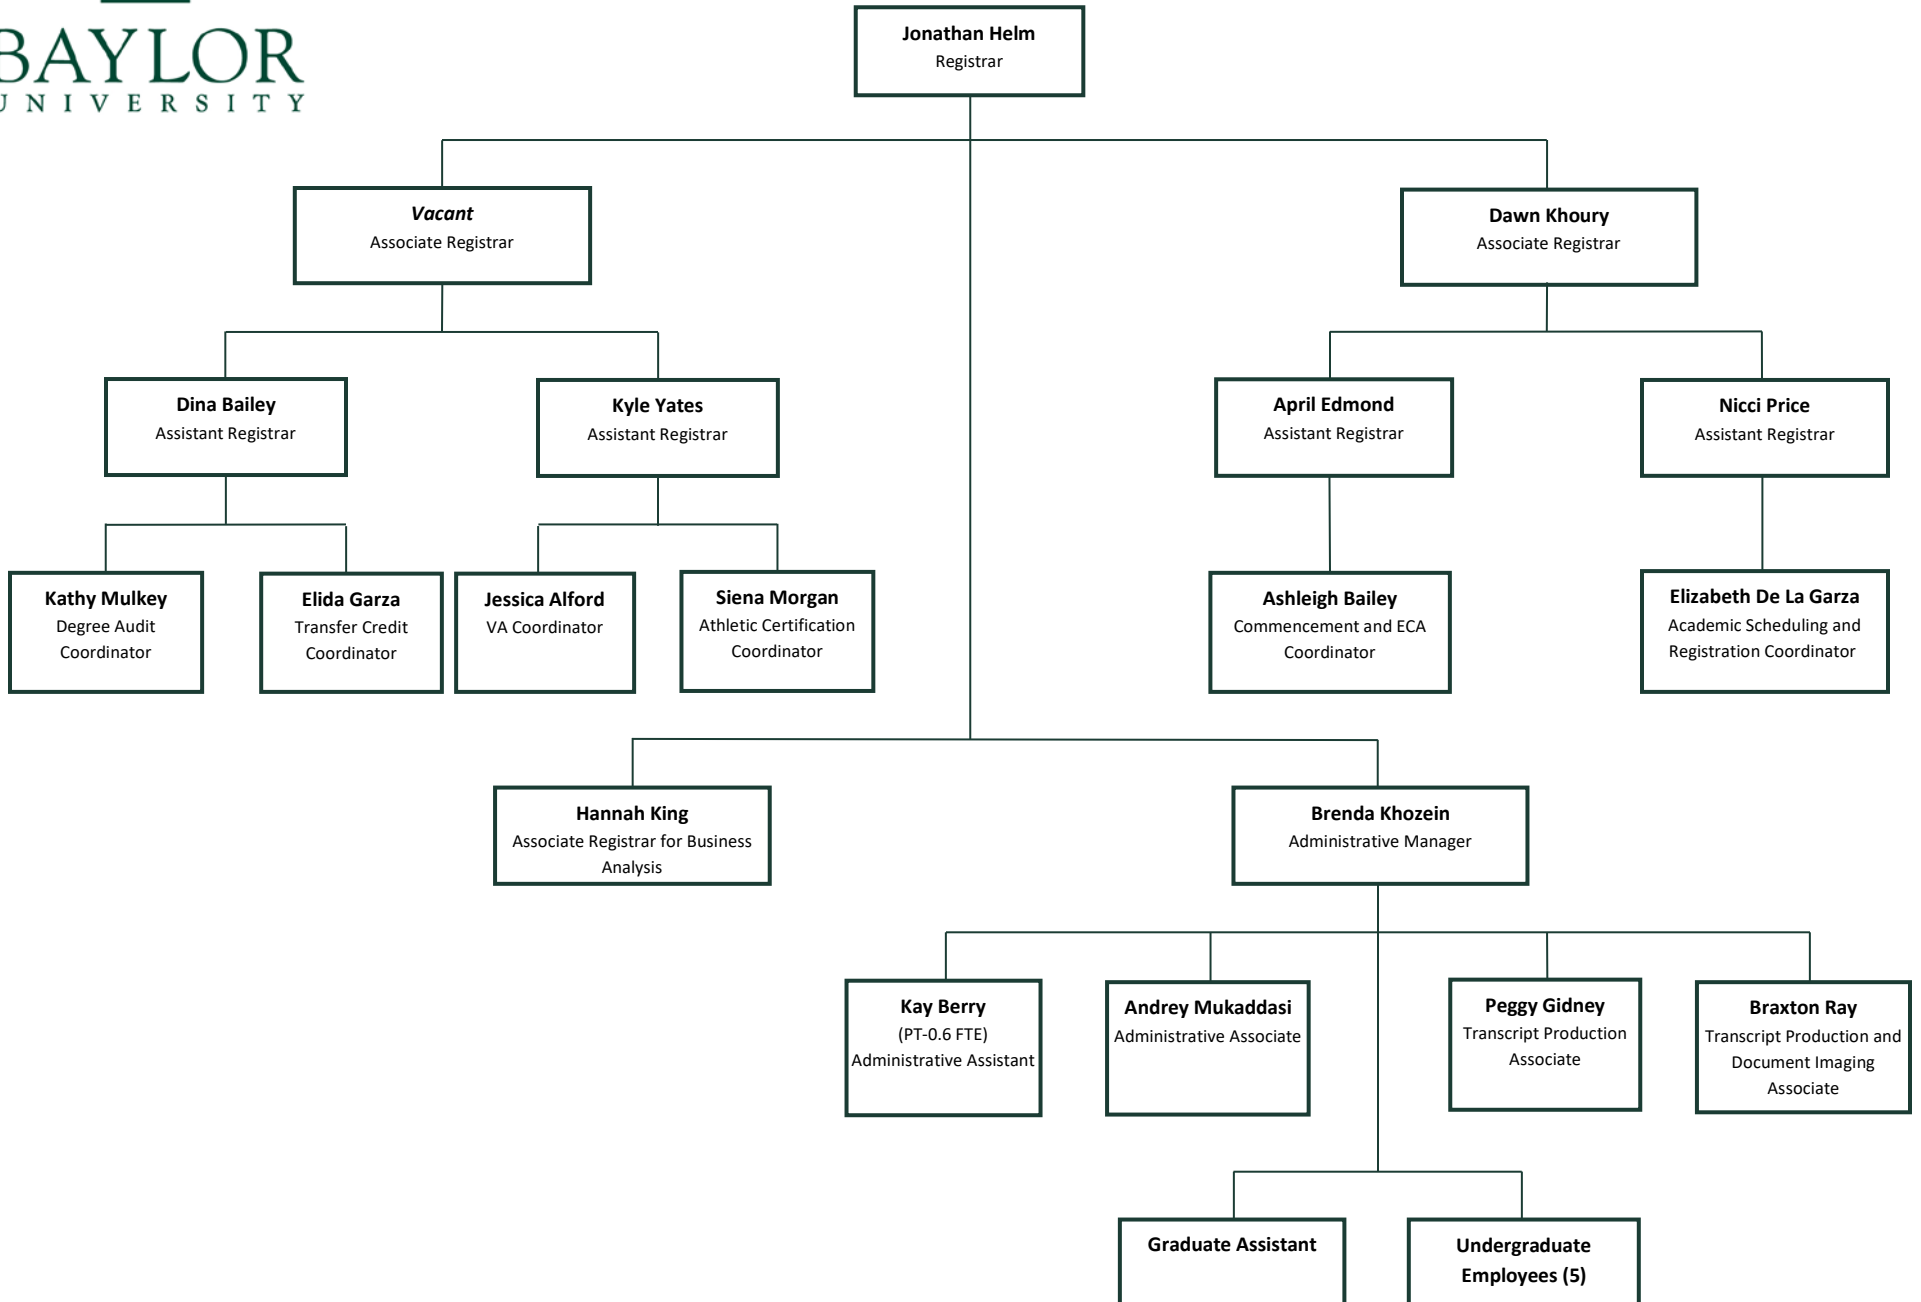 BAYLOR
UNIVERSITY
Jonathan Helm
Registrar
Vacant
Associate Registrar
Dawn Khoury
Associate Registrar
Dina Bailey
Assistant Registrar
Kyle Yates
Assistant Registrar
April Edmond
Assistant Registrar
Nicci Price
Assistant Registrar
Kathy Mulkey
Degree Audit
Coordinator
Elida Garza
Transfer Credit
Coordinator
Jessica Alford
VA Coordinator
Siena Morgan
Athletic Certification
Coordinator
Ashleigh Bailey
Commencement and ECA
Coordinator
Elizabeth De La Garza
Academic Scheduling and
Registration Coordinator
Hannah King
Associate Registrar for Business
Analysis
Brenda Khozein
Administrative Manager
Kay Berry
(PT-0.6 FTE)
Administrative Assistant
Andrey Mukaddasi
Administrative Associate
Peggy Gidney
Transcript Production
Associate
Braxton Ray
Transcript Production and
Document Imaging
Associate
Graduate Assistant
Undergraduate
Employees (5)